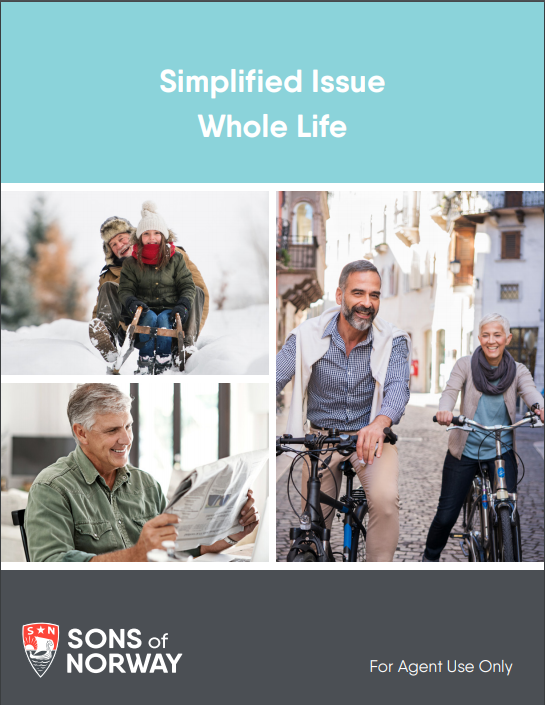 Simplified Issue
Whole Life
S N
SONS of
NORWAY
For Agent Use Only